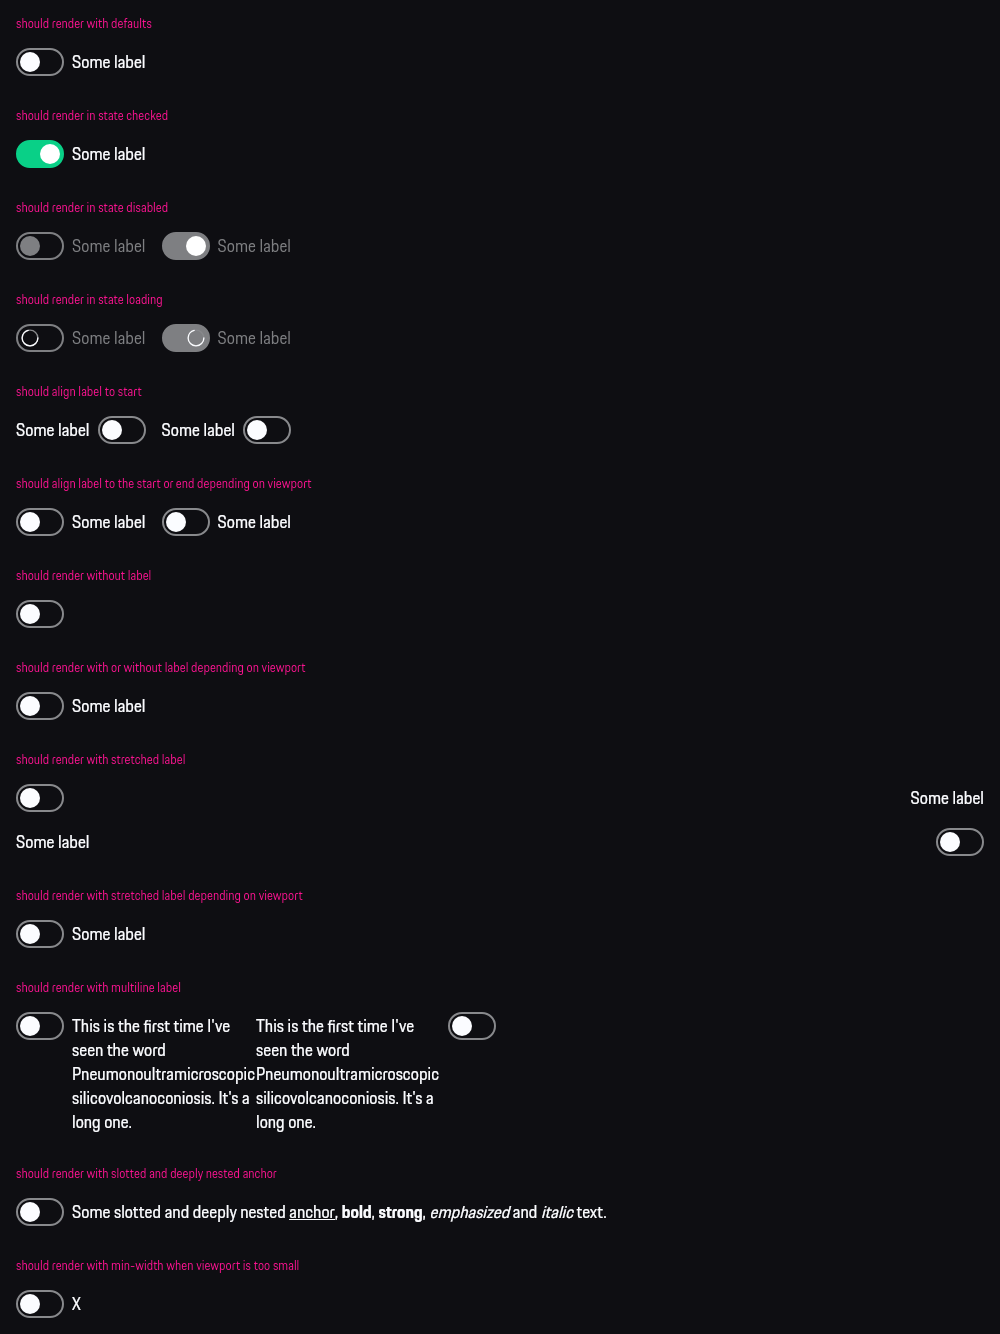 should render with defaults
Some label
should render in state checked
Some label
should render in state disabled
Some label Some label
should render in state loading
Some label Some label
should align label to start
Some label Some label
should align label to the start or end depending on viewport
Some label Some label
should render without label
should render with or without label depending on viewport
Some label
should render with stretched label
Some label
Some label
should render with stretched label depending on viewport
Some label
should render with multiline label
This is the first time I've
seen the word
Pneumonoultramicroscopic
silicovolcanoconiosis. It's a
long one.
This is the first time I've
seen the word
Pneumonoultramicroscopic
silicovolcanoconiosis. It's a
long one.
should render with slotted and deeply nested anchor
Some slotted and deeply nested anchor, bold, strong, emphasized and italic text.
should render with min-width when viewport is too small
X